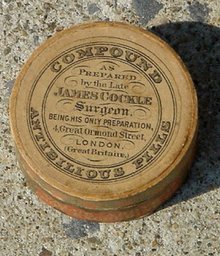 COMPOUND
AS
PREPARED
by the Late
JAMES COCKLE
Surgeon,
BEING HIS ONLY PREPARATION,
4, Great Ormond Street,
LONDON,
(Great Britain.)
ANTIBILIOUS PILLS